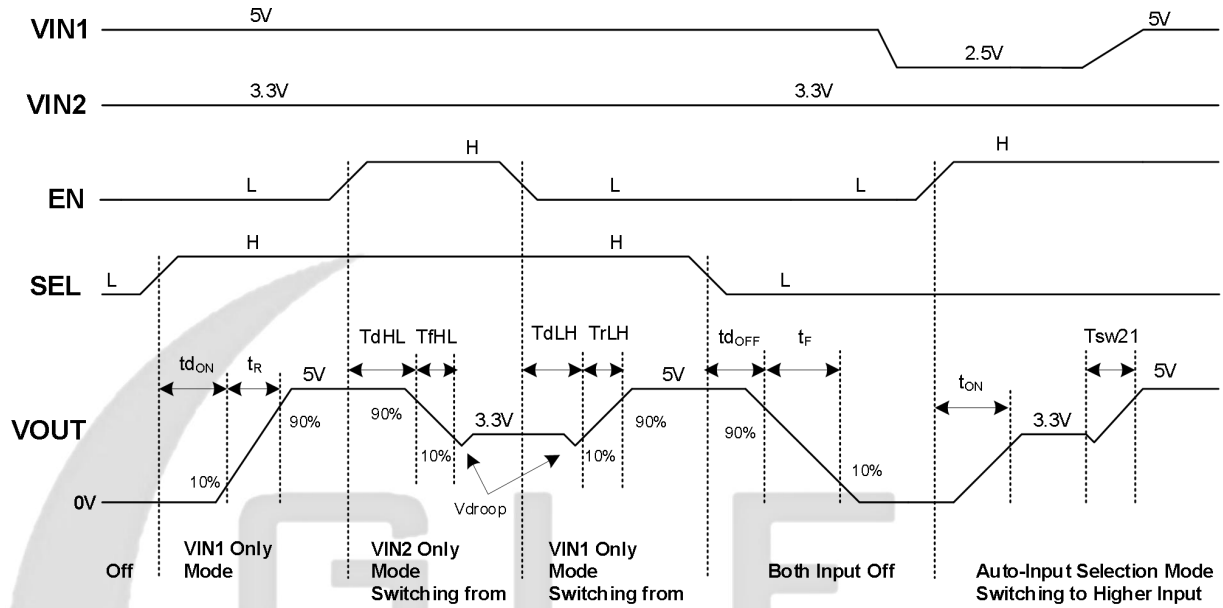 VIN1 5V 2.5V 5V
VIN2 3.3V 3.3V
EN L H L L H
SEL L H H L
TdHL TfHL TdLH TrLH tdOFF tF Tsw21
tdON tR tON
VOUT 5V 5V 5V
90% 90% 3.3V 90% 90% 3.3V
10% 10% 10% 10%
0V
Vdroop
Off
VIN1 Only
Mode
VIN2 Only
Mode
Switching from
VIN1 Only
Mode
Switching from
Both Input Off
Auto-Input Selection Mode
Switching to Higher Input
GLF